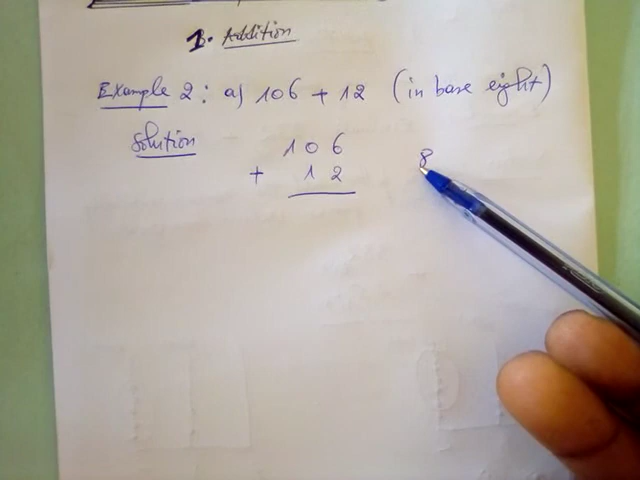 1. Addition
Example 2: a) 106 + 12 (in base eight)
Solution 106
+ 12 8